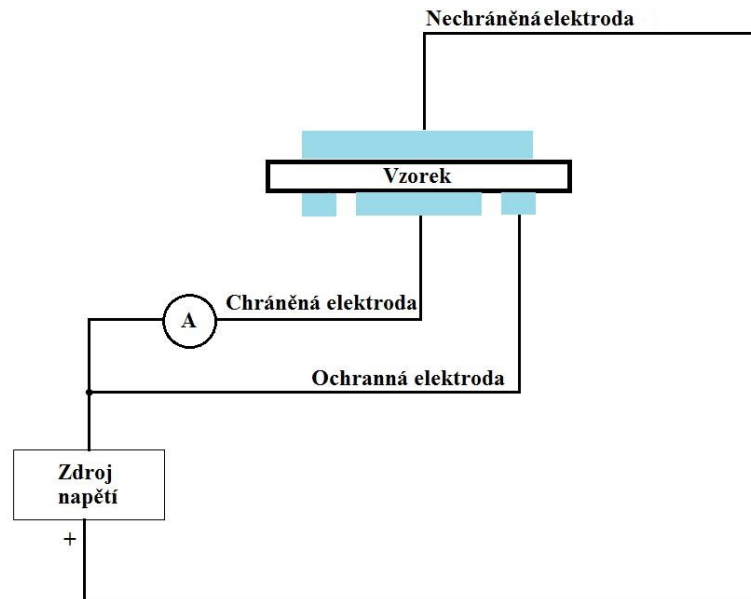 Nechráněná elektroda
Vzorek
Chráněná elektroda
A
Ochranná elektroda
Zdroj
napětí
+